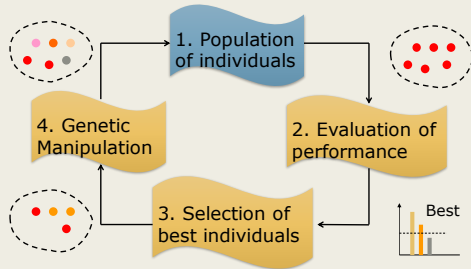 1. Population
of individuals
2. Evaluation of
performance
3. Selection of
best individuals
4. Genetic
Manipulation
Best